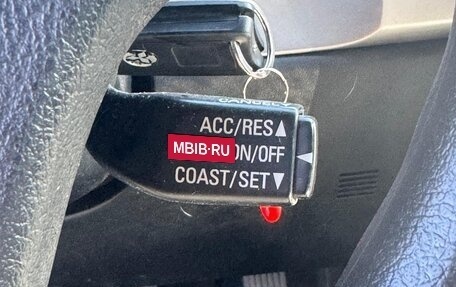 CANCEL
ACC/RES▲
MBIB·RU ON/OFF
COAST/SET▼